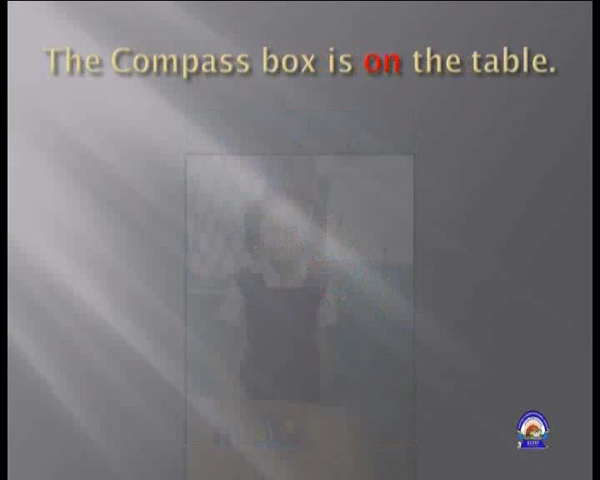 The Compass box is on the table.